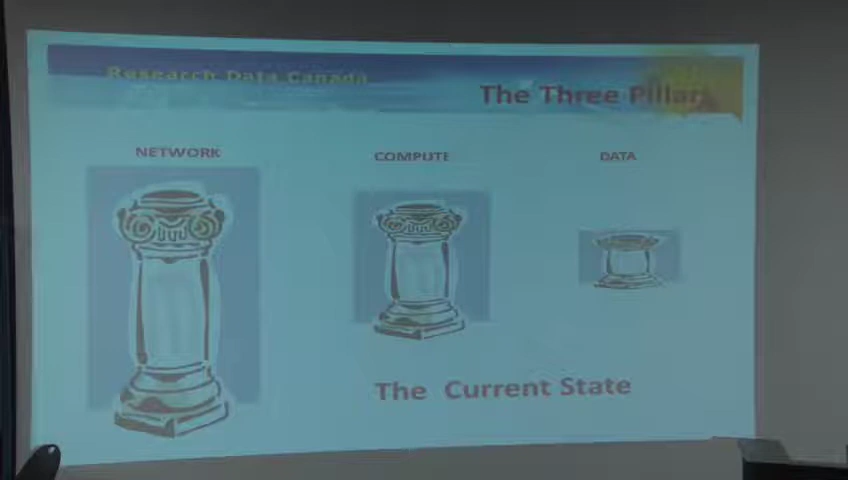 Research Data Canada
The Three Pillars
NETWORK
COMPUTE
DATA
The Current State